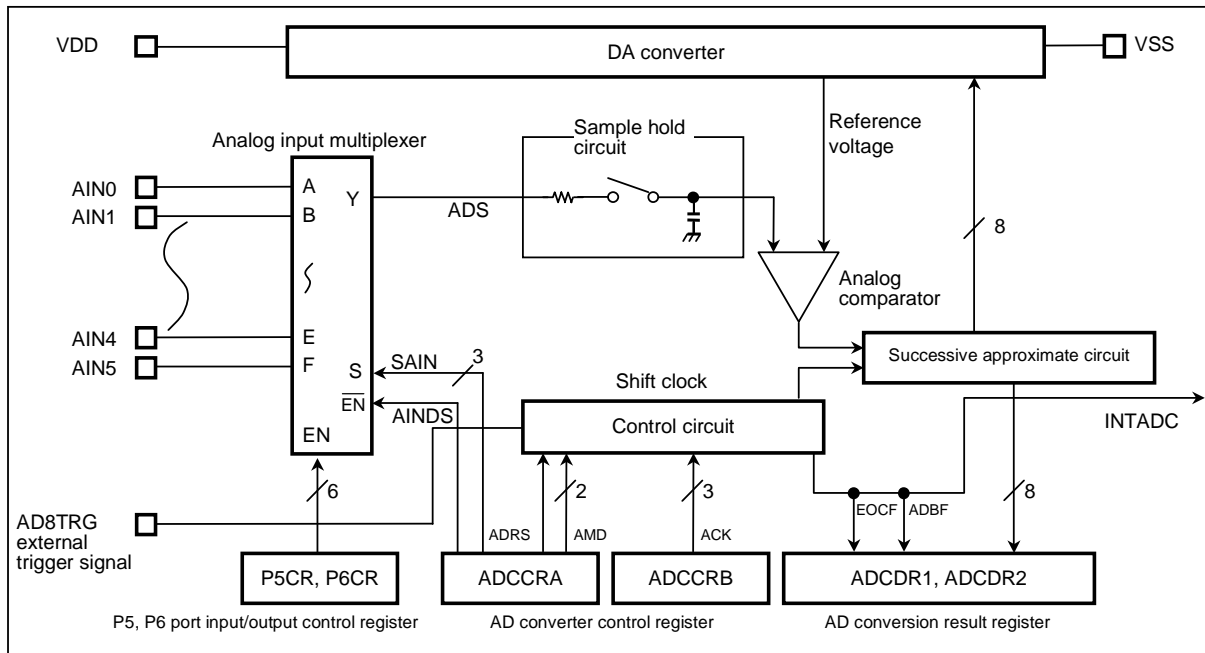 VDD
DA converter
VSS
Analog input multiplexer
Sample hold
circuit
Reference
voltage
AIN0
A
Y
ADS
AIN1
B
8
Analog
comparator
AIN4
E
AIN5
F
S
SAIN
3
Successive approximate circuit
EN
AINDS
Shift clock
Control circuit
INTADC
EN
6
2
3
8
EOCF
ADBF
AD8TRG
external
trigger signal
ADRS
AMD
ACK
P5CR, P6CR
ADCCRA
ADCCRB
ADCDR1, ADCDR2
P5, P6 port input/output control register
AD converter control register
AD conversion result register